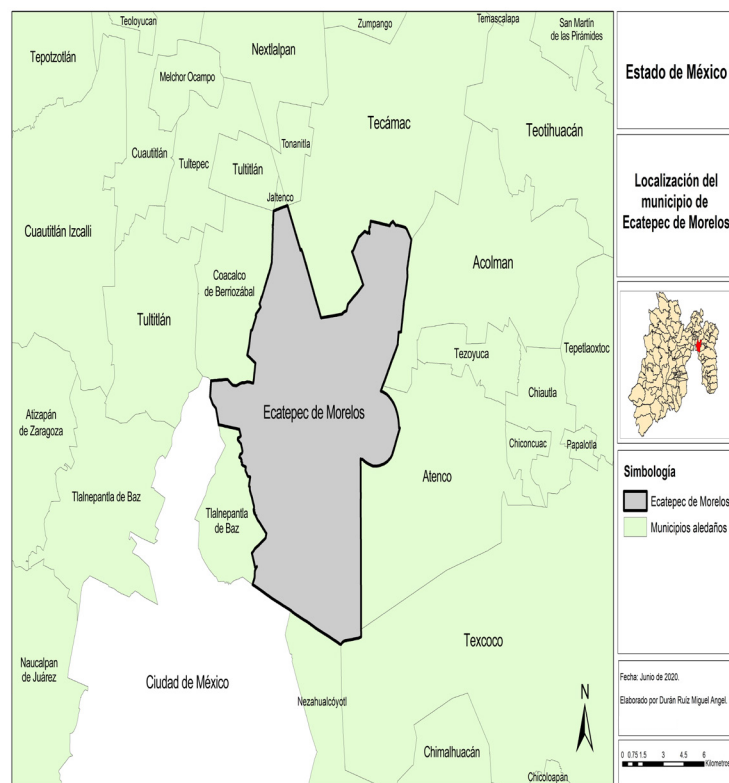 Teoloyucan
Zumpango
Temascalapa
San Martín
de las Pirámides
Tepotzotlán
Nextlalpan
Melchor Ocampo
Tecámac
Teotihuacán
Cuautitlán
Tultepec
Tonanitla
Tultitlán
Jaltenco
Cuautitlán Izcalli
Coacalco
de Berriozábal
Acolman
Tultitlán
Tezoyuca
Tepetlaoxtoc
Chiautla
Atizapán
de Zaragoza
Ecatepec de Morelos
Chiconcuac
Papalotla
Atenco
Tlalnepantla de Baz
Tlalnepantla
de Baz
Texcoco
Naucalpan
de Juárez
Ciudad de México
Nezahualcóyotl
Chimalhuacán
Chicoloapán
N
Estado de México
Localización del
municipio de
Ecatepec de Morelos
Simbología
Ecatepec de Morelos
Municipios aledaños
Fecha: Junio de 2020.
Elaborado por Durán Ruíz Miguel Angel.
0 0.75 1.5 3 4.5 6
Kilometros